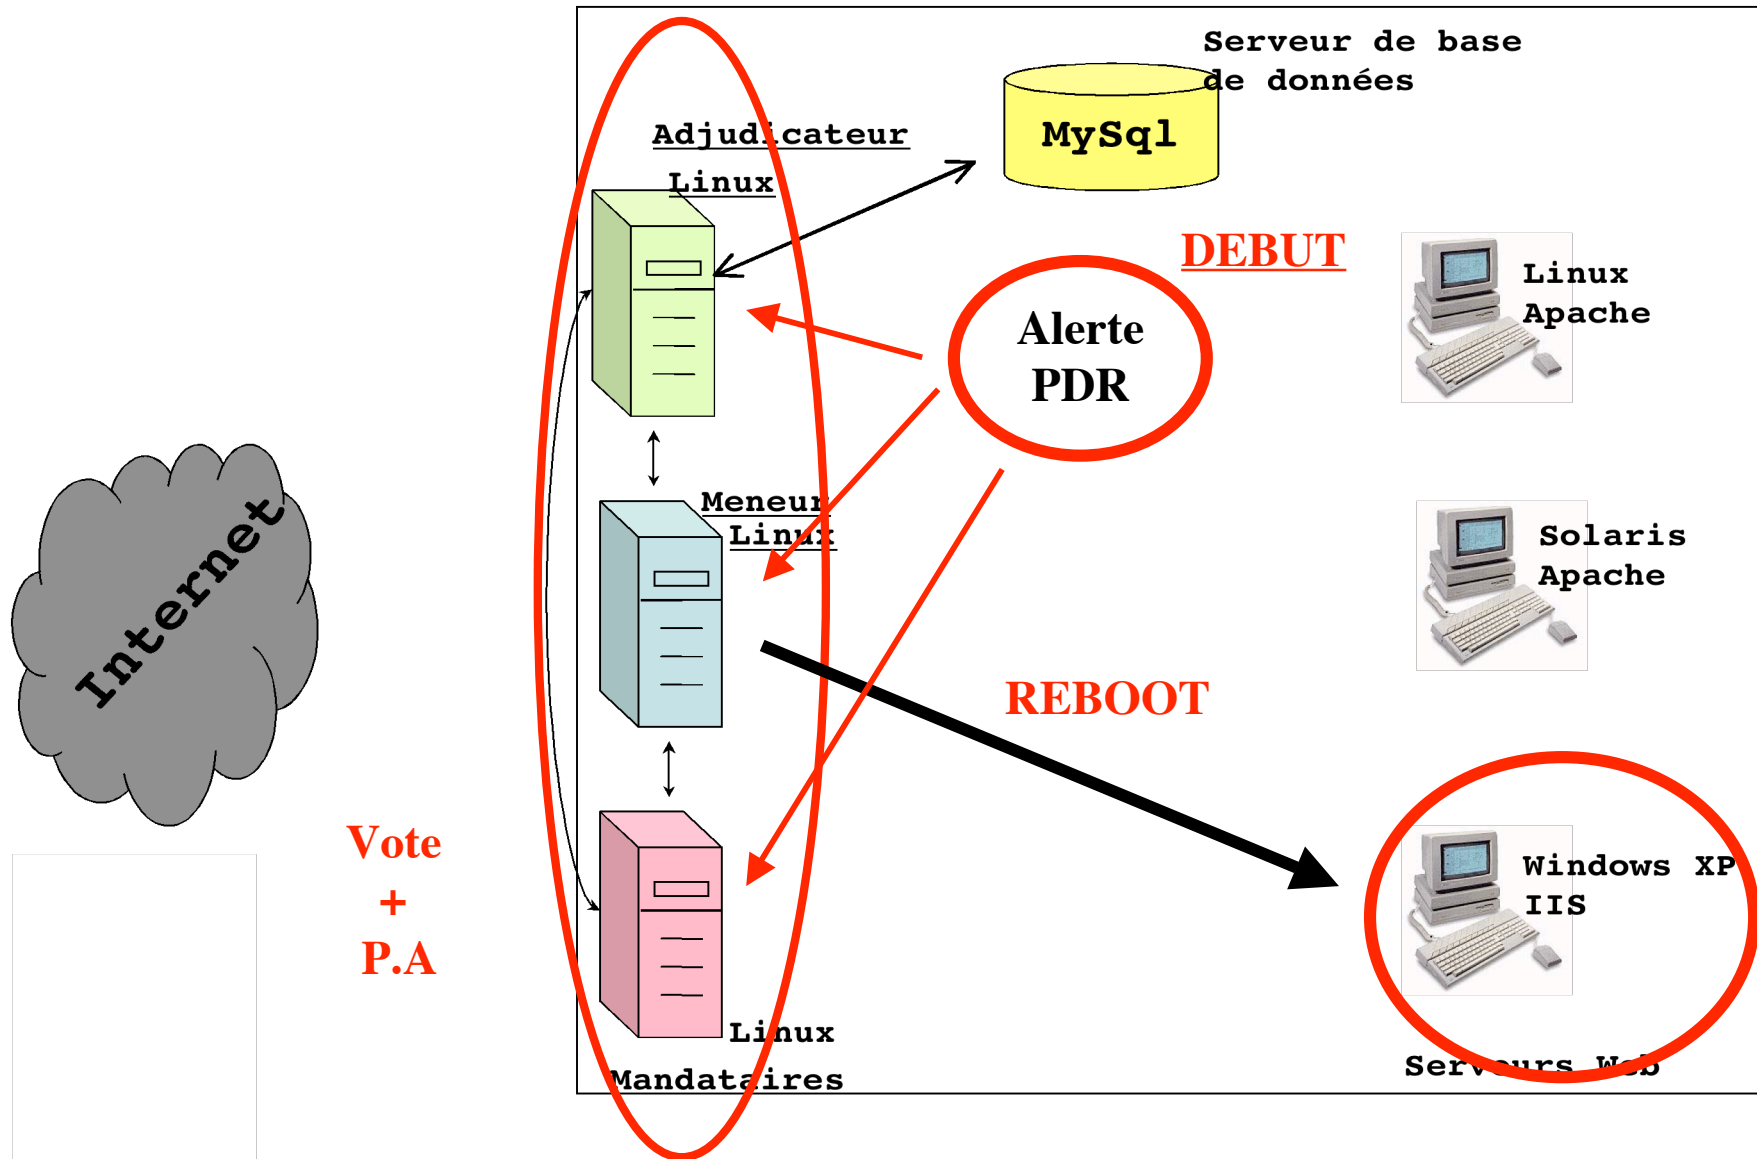 Serveur de base
de données
MySql
Adjudicateur
Linux
DEBUT
Alerte
PDR
Linux
Apache
Internet
Meneur
Linux
Solaris
Apache
REBOOT
Vote
+
P.A
Windows XP
IIS
Linux
Mandataires
Serveurs Web